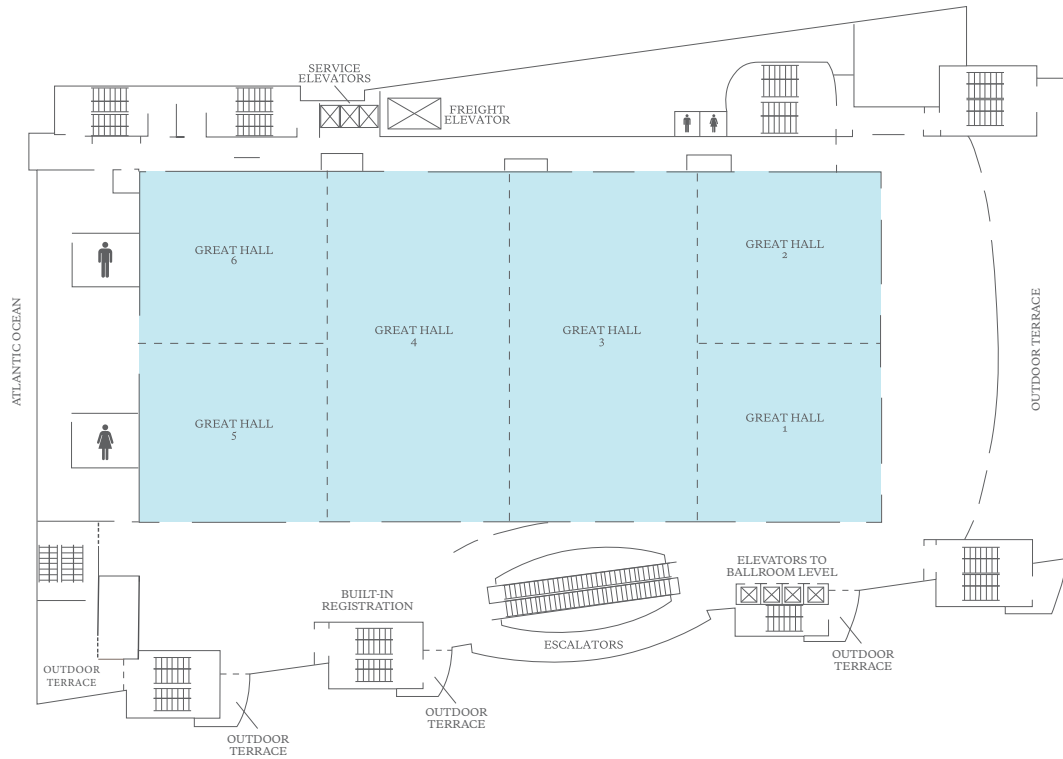 SERVICE
ELEVATORS
FREIGHT
ELEVATOR
GREAT HALL
6
GREAT HALL
2
GREAT HALL
4
GREAT HALL
3
GREAT HALL
5
GREAT HALL
1
ATLANTIC OCEAN
OUTDOOR TERRACE
ELEVATORS TO
BALLROOM LEVEL
BUILT-IN
REGISTRATION
ESCALATORS
OUTDOOR
TERRACE
OUTDOOR
TERRACE
OUTDOOR
TERRACE
OUTDOOR
TERRACE